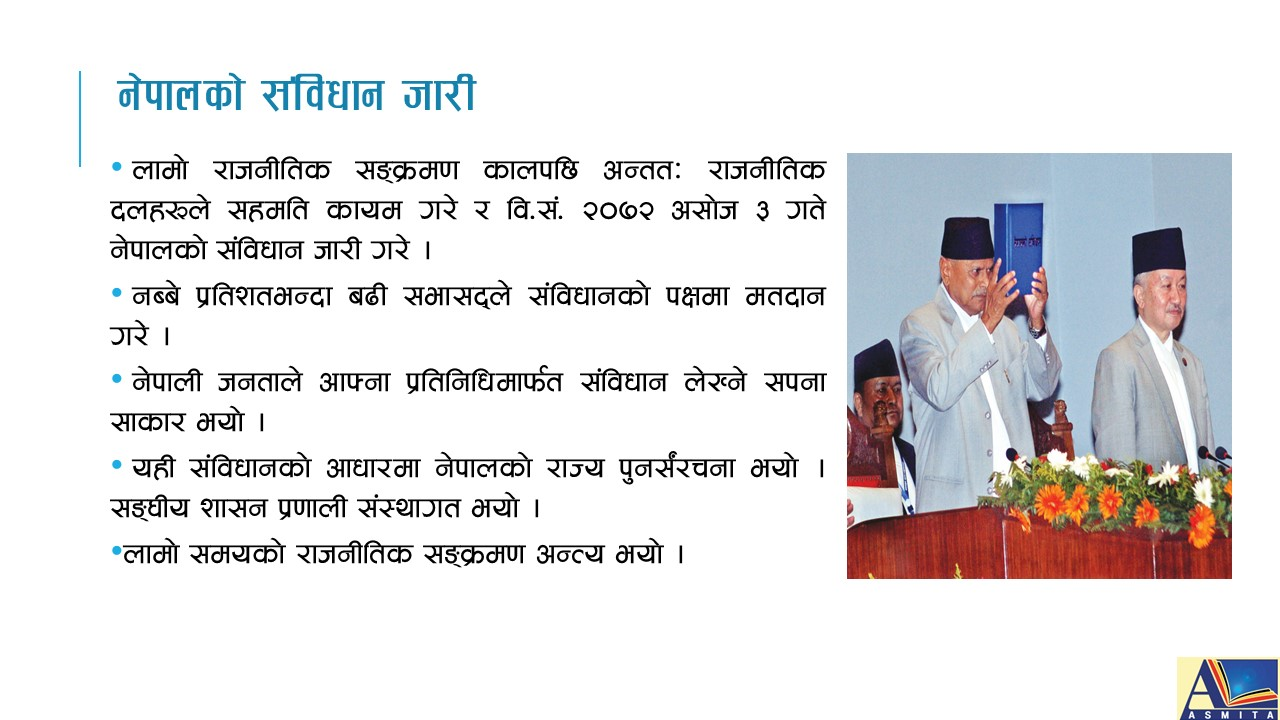 नेपालको संविधान जारी
• लामो राजनीतिक सङ्क्रमण कालपछि अन्ततः राजनीतिक
दलहरुले सहमति कायम गरे र वि.सं. २०७२ असोज ३ गते
नेपालको संविधान जारी गरे ।
• नब्बे प्रतिशतभन्दा बढी सभासद्ले संविधानको पक्षमा मतदान
गरे ।
• नेपाली जनताले आफ्ना प्रतिनिधिमार्फत संविधान लेख्ने सपना
साकार भयो ।
• यही संविधानको आधारमा नेपालको राज्य पुनर्संरचना भयो ।
सङ्घीय शासन प्रणाली संस्थागत भयो ।
•लामो समयको राजनीतिक सङ्क्रमण अन्त्य भयो ।
ASMITA